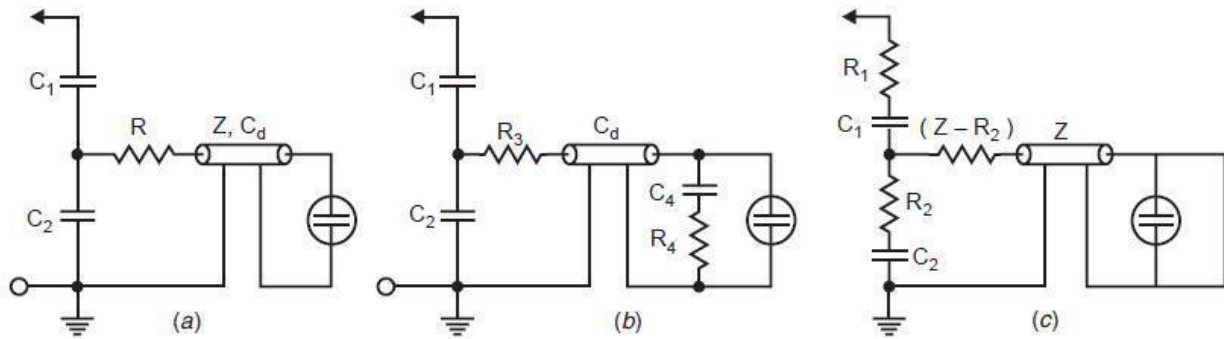 C1
R
Z, Cd
C2
(a)
C1
R3
Cd
C4
R4
C2
(b)
R1
C1
(Z – R2)
Z
R2
C2
(c)